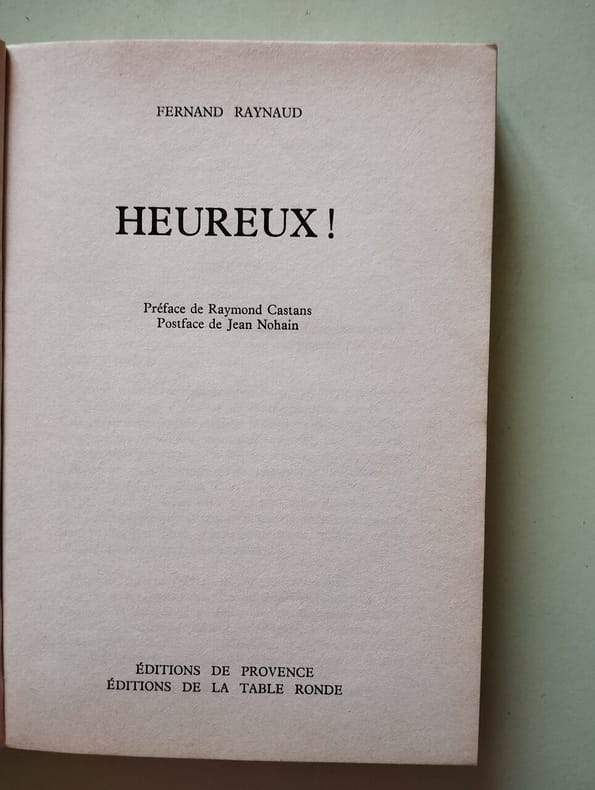 FERNAND RAYNAUD
HEUREUX !
Préface de Raymond Castans
Postface de Jean Nohain
ÉDITIONS DE PROVENCE
ÉDITIONS DE LA TABLE RONDE